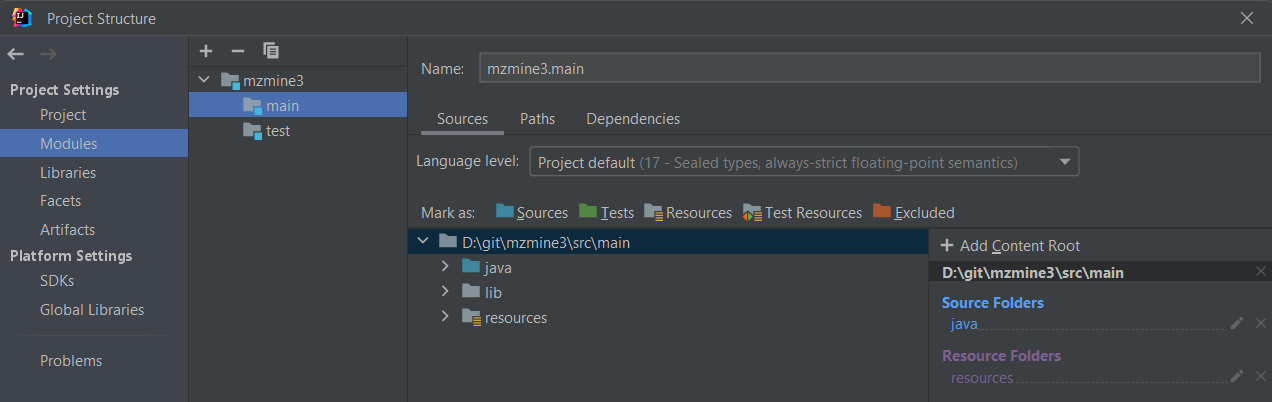 Project Structure
Project Settings
Project
Modules
Libraries
Facets
Artifacts
Platform Settings
SDKs
Global Libraries
Problems
mzmine3
main
test
Name: mzmine3.main
Sources Paths Dependencies
Language level: Project default (17 - Sealed types, always-strict floating-point semantics)
Mark as: Sources Tests Resources Test Resources Excluded
D:\git\mzmine3\src\main
java
lib
resources
Add Content Root
D:\git\mzmine3\src\main
Source Folders
java
Resource Folders
resources